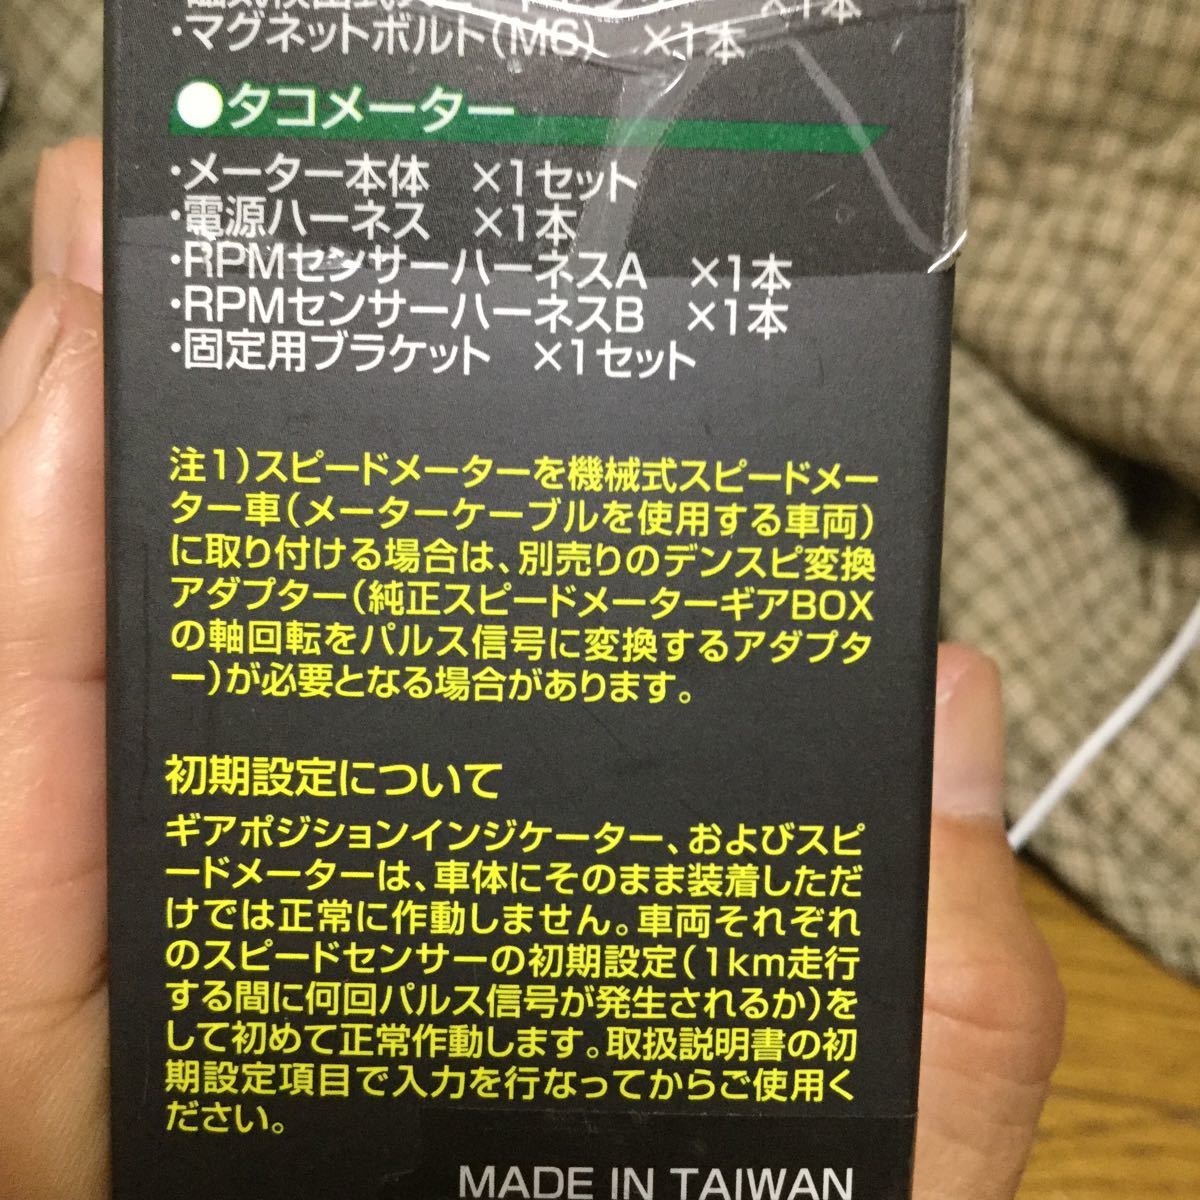 ×1本
・マグネットボルト(M6) ×1本
●タコメーター
・メーター本体 ×1セット
・電源ハーネス ×1本
・RPMセンサーハーネスA ×1本
・RPMセンサーハーネスB ×1本
・固定用ブラケット ×1セット
注1)スピードメーターを機械式スピードメー
ター車(メーターケーブルを使用する車両)
に取り付ける場合は、別売りのデンスピ変換
アダプター(純正スピードメーターギアBOX
の軸回転をパルス信号に変換するアダプタ
ー)が必要となる場合があります。
初期設定について
ギアポジションインジケーター、およびスピ
ードメーターは、車体にそのまま装着しただ
けでは正常に作動しません。車両それぞれ
のスピードセンサーの初期設定(1km走行
する間に何回パルス信号が発生されるか)を
して初めて正常作動します。取扱説明書の初
期設定項目で入力を行なってからご使用く
ださい。
MADE IN TAIWAN